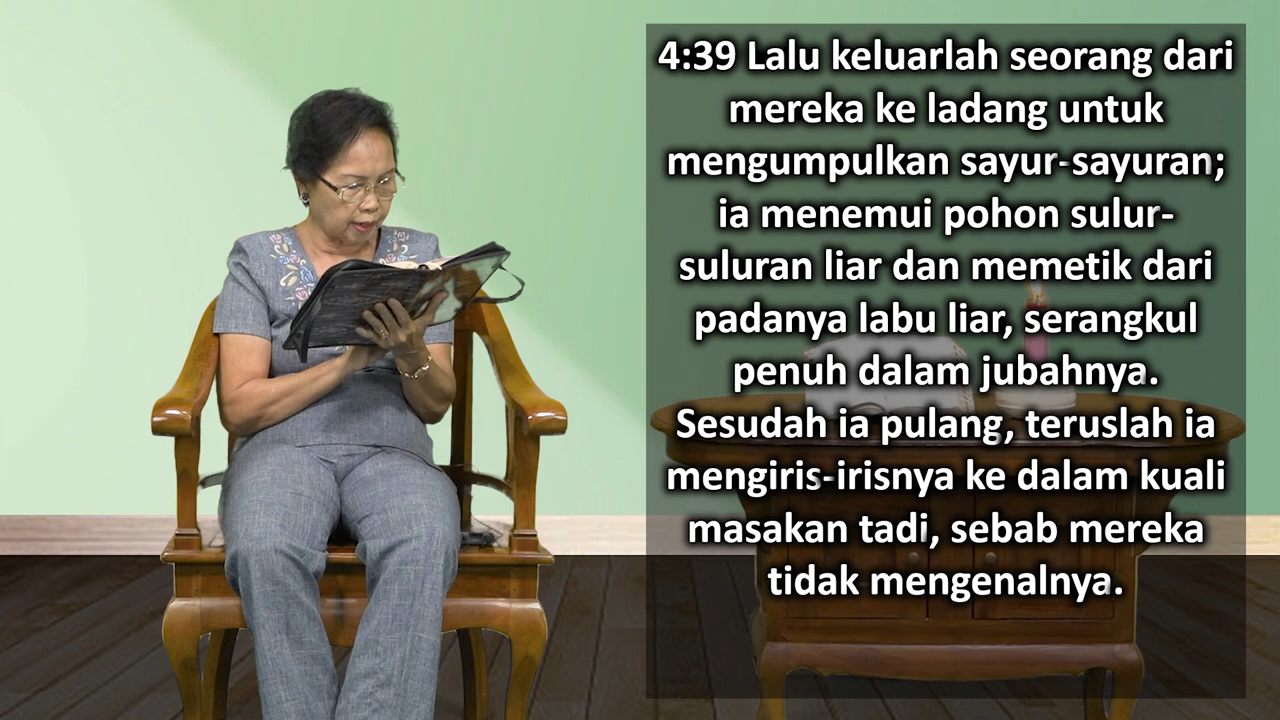 4:39 Lalu keluarlah seorang dari
mereka ke ladang untuk
mengumpulkan sayur-sayuran;
ia menemui pohon sulur-
suluran liar dan memetik dari
padanya labu liar, serangkul
penuh dalam jubahnya.
Sesudah ia pulang, teruslah ia
mengiris-irisnya ke dalam kuali
masakan tadi, sebab mereka
tidak mengenalnya.